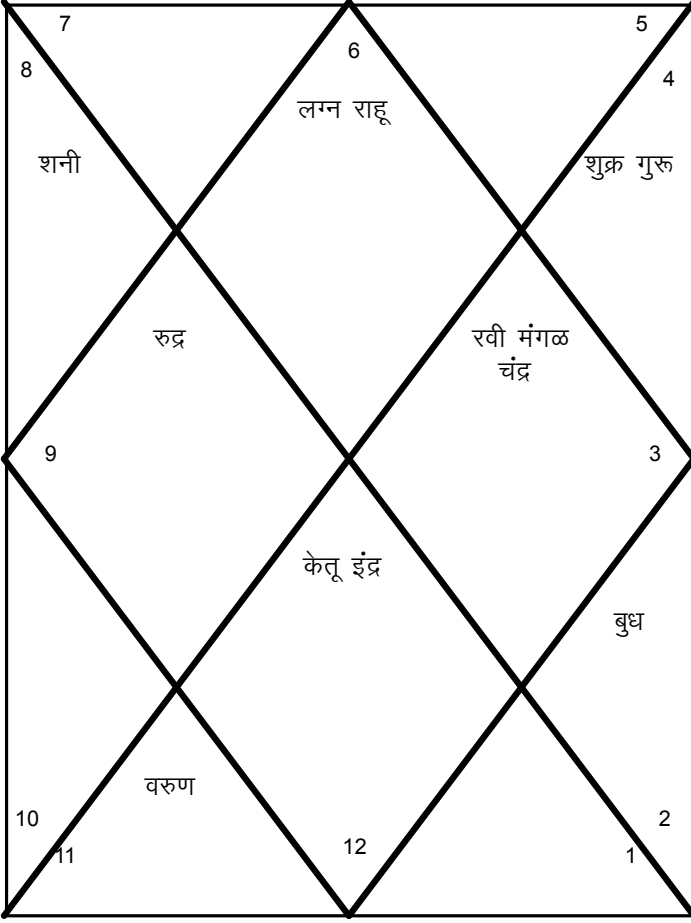 7
6
5
8
4
लग्न राहू
शनी
शुक्र गुरू
रुद्र
रवी मंगळ
चंद्र
9
3
केतू इंद्र
बुध
वरुण
10
2
12
11
1